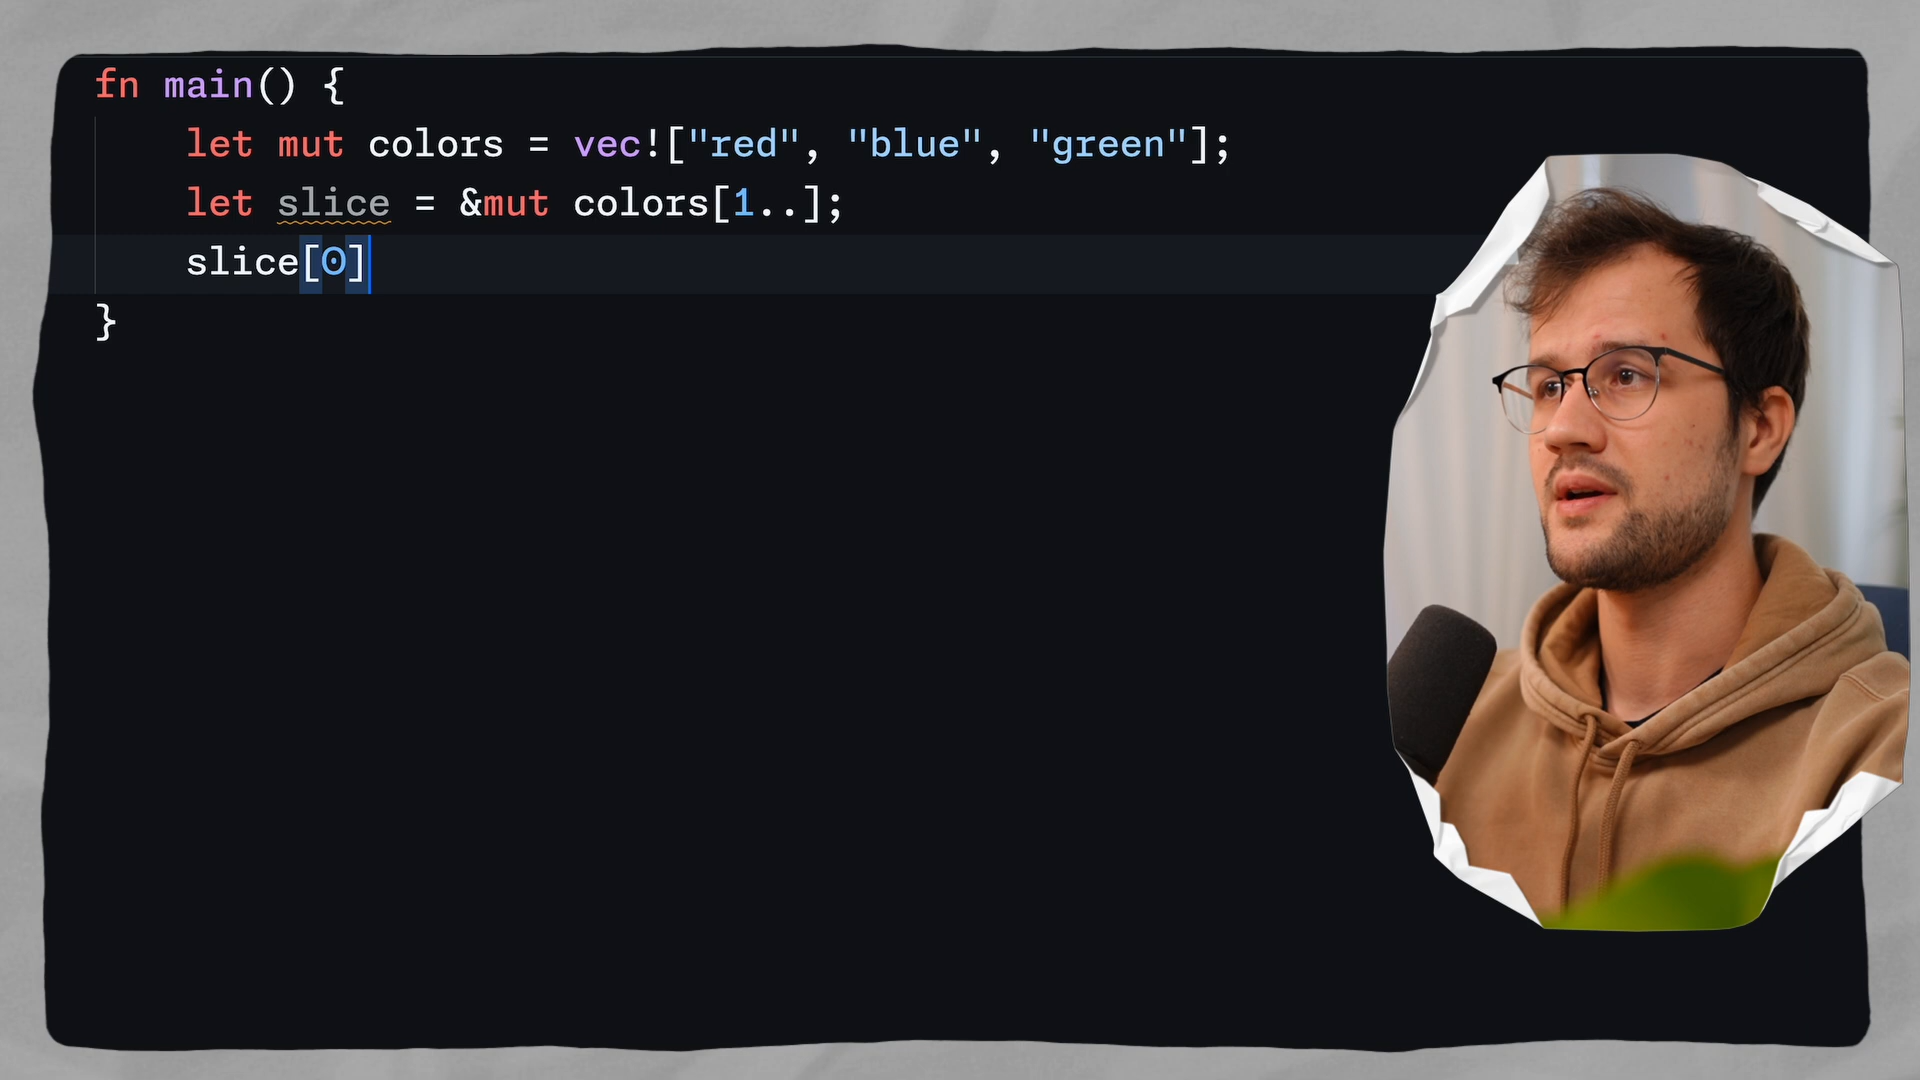 fn main() {
    let mut colors = vec!["red", "blue", "green"];
    let slice = &mut colors[1..];
    slice[0]
}